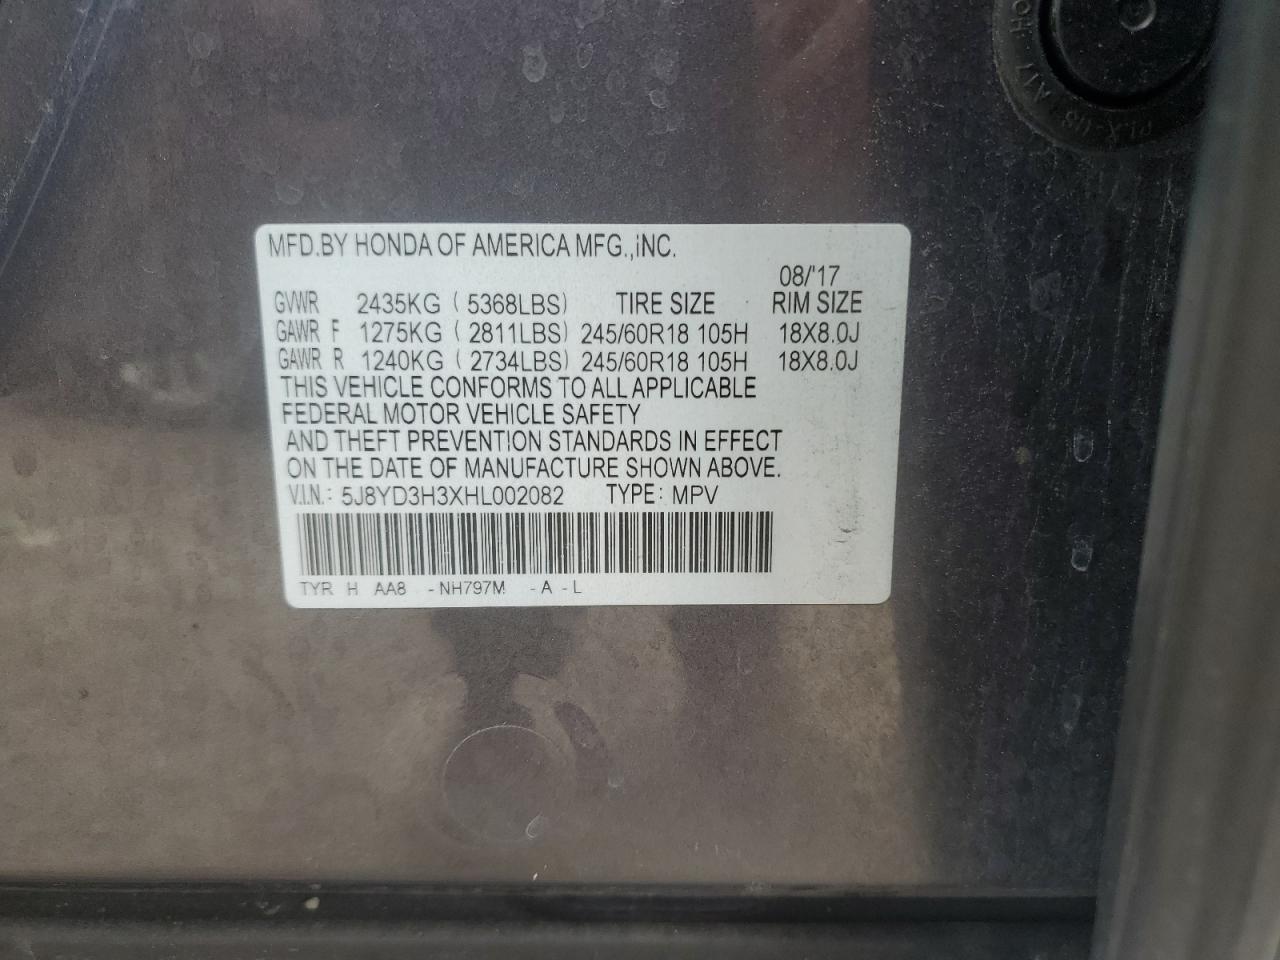 MFD.BY HONDA OF AMERICA MFG.,INC.
08/'17
GVWR 2435KG ( 5368LBS) TIRE SIZE RIM SIZE
GAWR F 1275KG (2811LBS) 245/60R18 105H 18X8.0J
GAWR R 1240KG (2734LBS) 245/60R18 105H 18X8.0J
THIS VEHICLE CONFORMS TO ALL APPLICABLE
FEDERAL MOTOR VEHICLE SAFETY
AND THEFT PREVENTION STANDARDS IN EFFECT
ON THE DATE OF MANUFACTURE SHOWN ABOVE.
V.I.N.: 5J8YD3H3XHL002082 TYPE: MPV
TYR H AA8 -NH797M -A -L